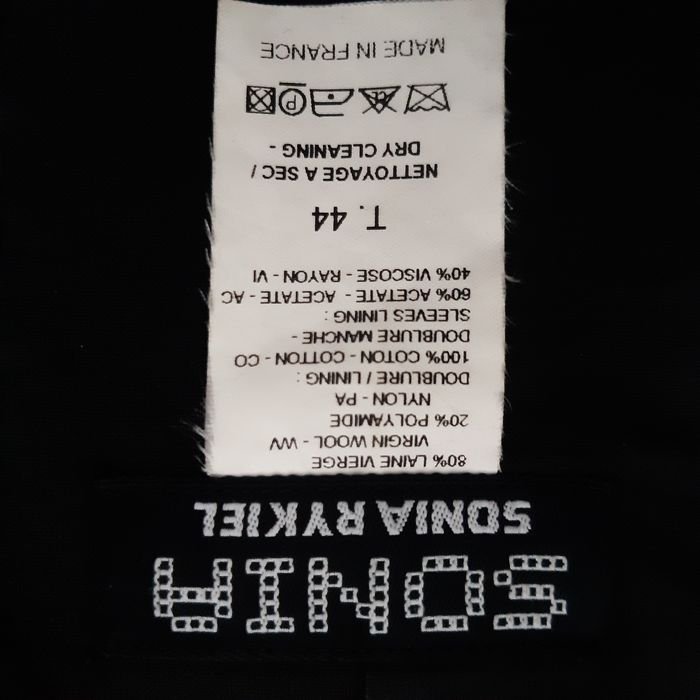 SONIA
SONIA RYKIEL
80% LAINE VIERGE
VIRGIN WOOL - WV
20% POLYAMIDE
NYLON - PA
DOUBLURE / LINING :
100% COTON - COTTON - CO
DOUBLURE MANCHE -
SLEEVES LINING :
60% ACETATE - ACETATE - AC
40% VISCOSE - RAYON - VI
T. 44
NETTOYAGE A SEC /
DRY CLEANING -
CL P
MADE IN FRANCE